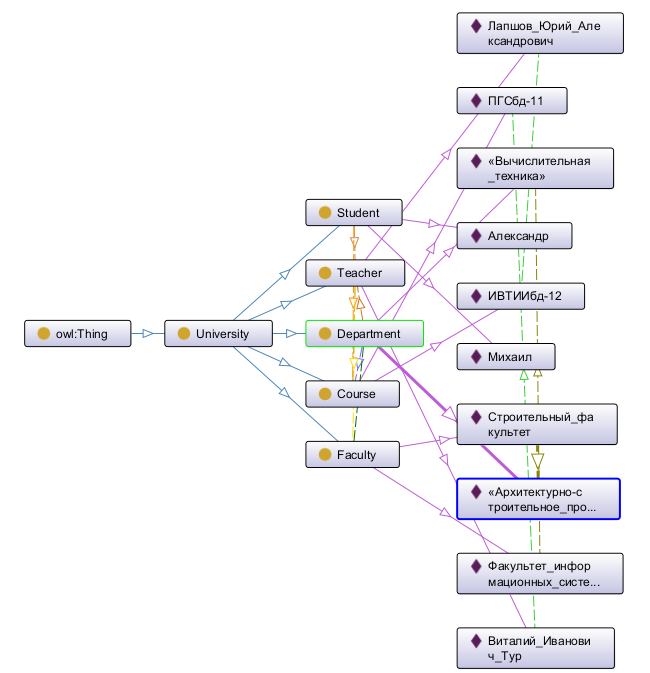 owl:Thing
University
Student
Teacher
Department
Course
Faculty
Лапшов_Юрий_Але
ксандрович
ПГСбд-11
«Вычислительная
_техника»
Александр
ИВТИИбд-12
Михаил
Строительный_фа
культет
«Архитектурно-с
троительное_про...
Факультет_инфор
мационных_систе...
Виталий_Иванови
ч_Тур